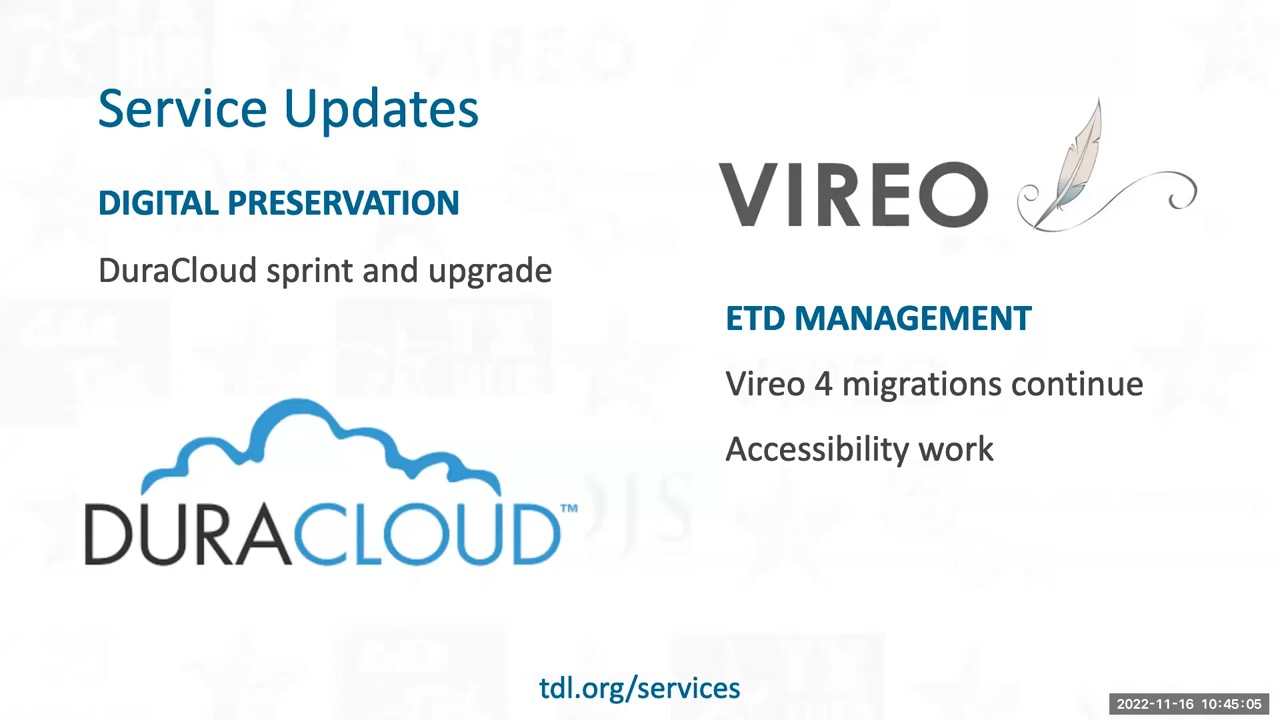 Service Updates
DIGITAL PRESERVATION
DuraCloud sprint and upgrade
DURACLOUD™
VIREO
ETD MANAGEMENT
Vireo 4 migrations continue
Accessibility work
tdl.org/services
2022-11-16 10:45:05